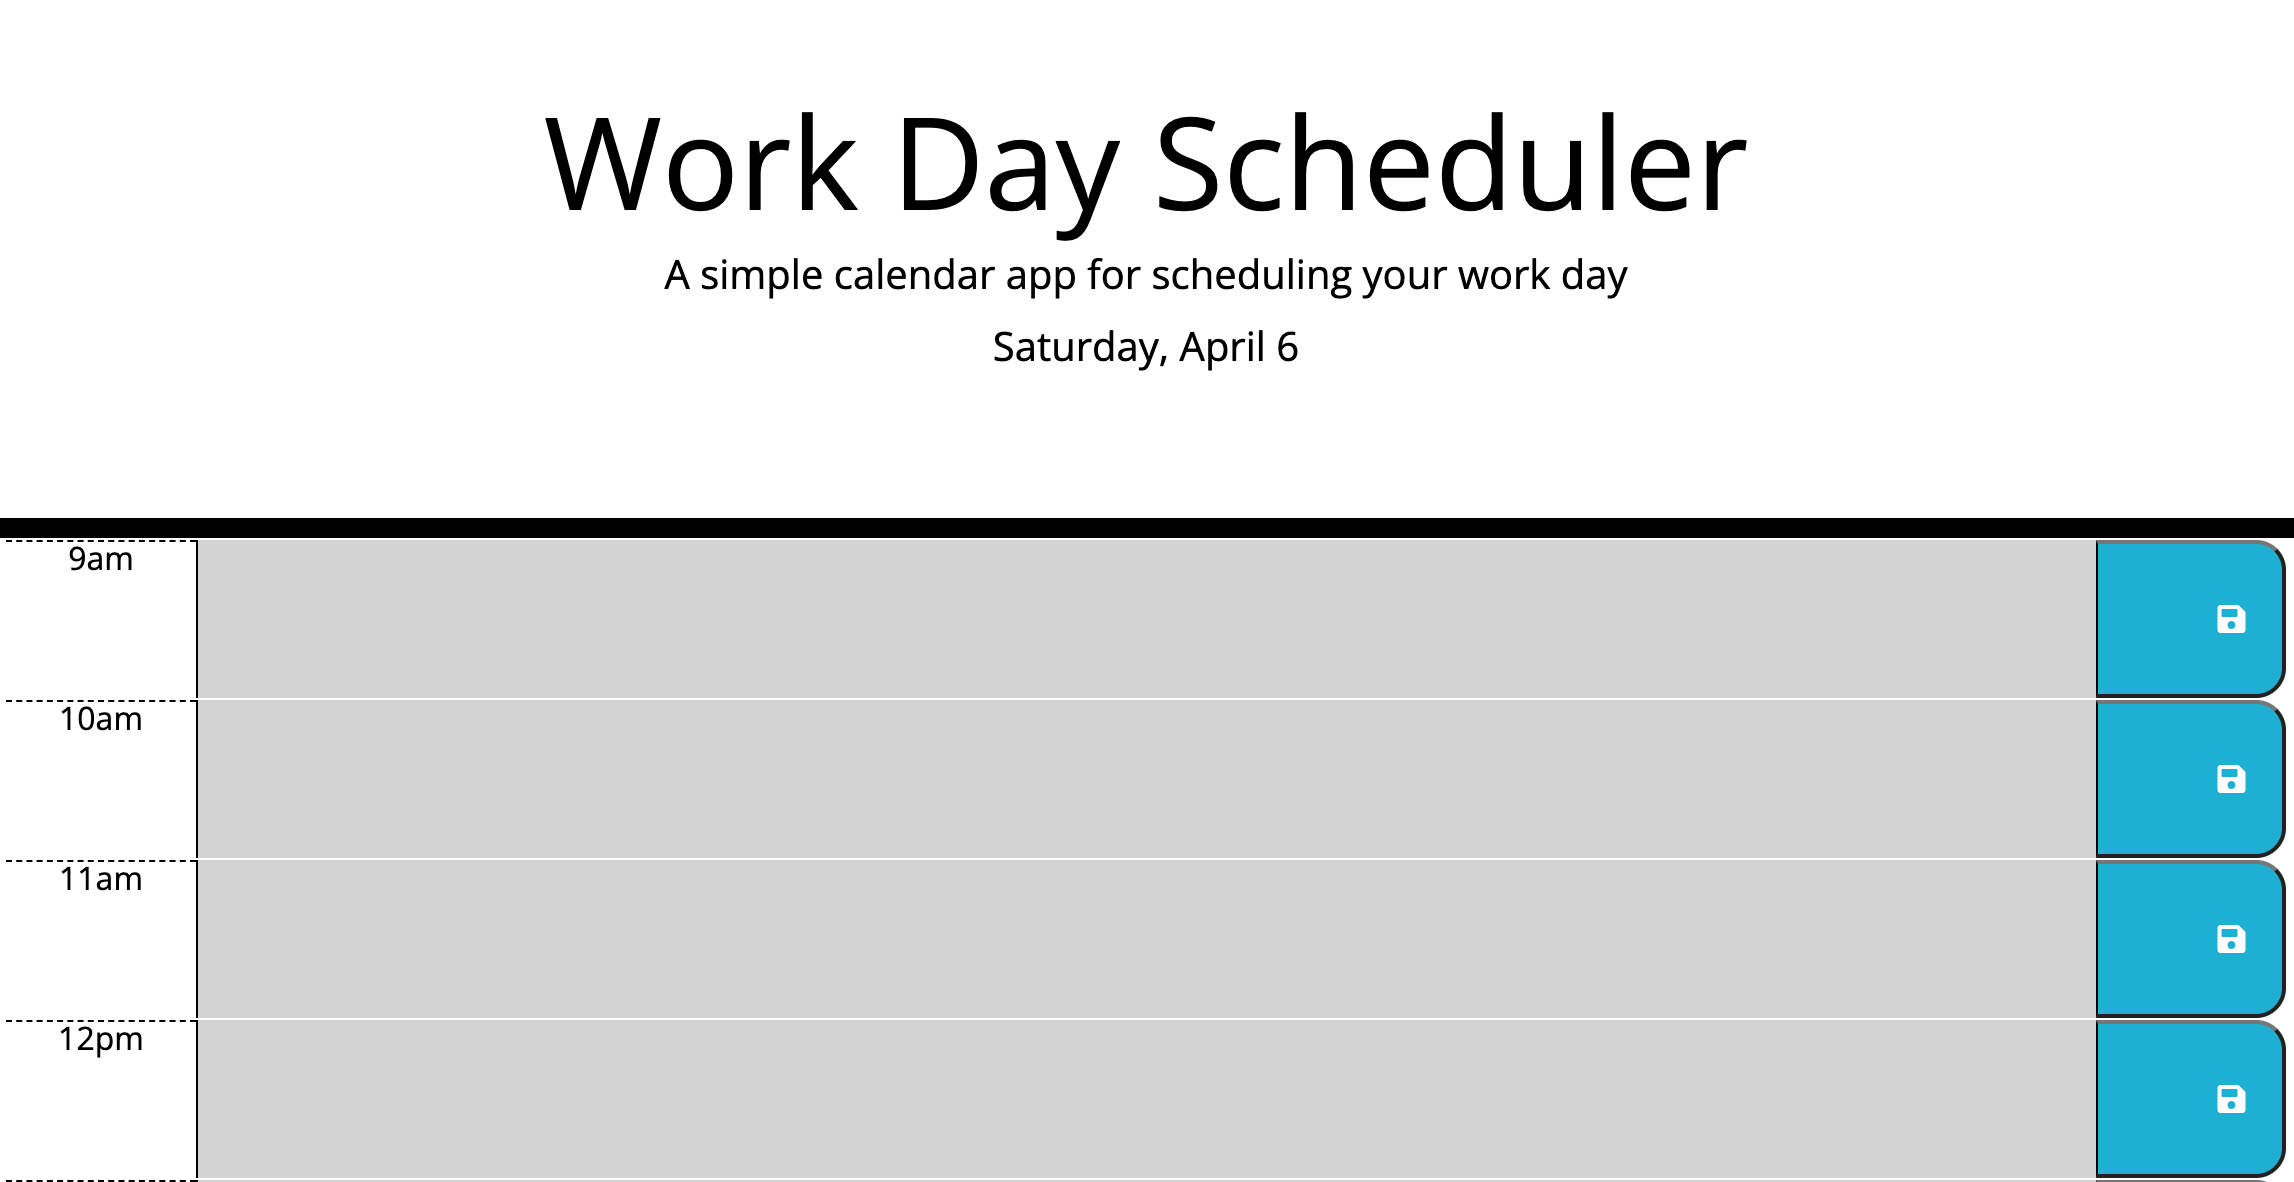 Work Day Scheduler
A simple calendar app for scheduling your work day
Saturday, April 6
9am
10am
11am
12pm